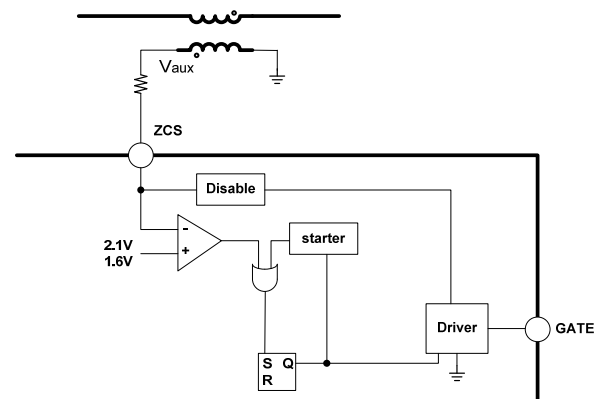 Vaux
ZCS
Disable
-
2.1V
1.6V
+
starter
Driver
GATE
S Q
R